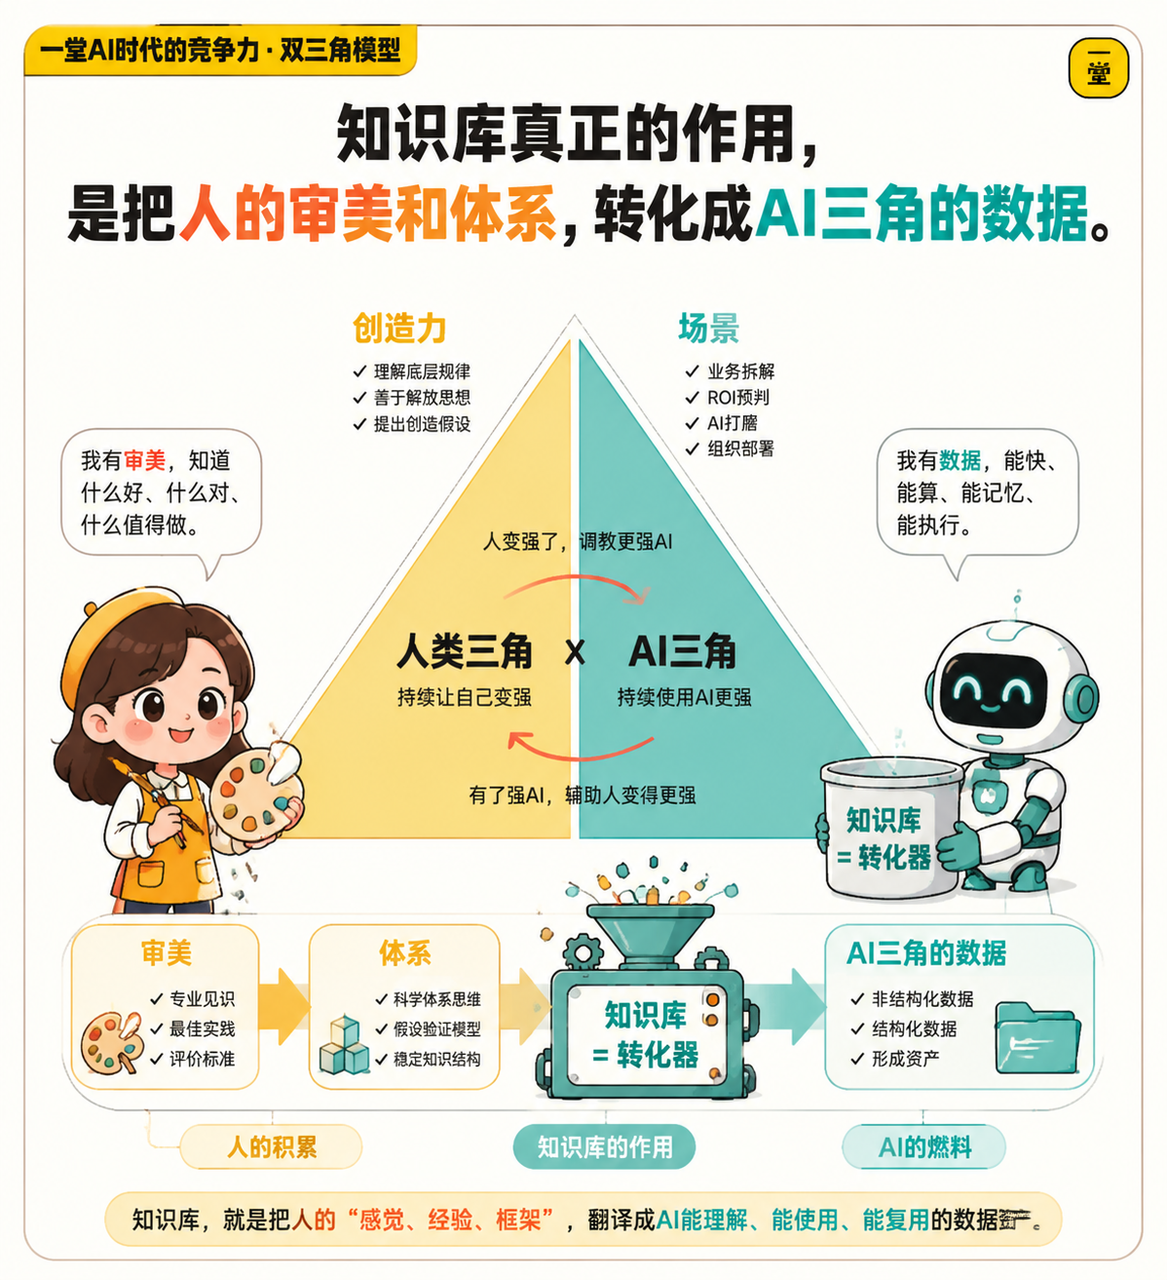 一堂AI时代的竞争力·双三角模型
一堂
知识库真正的作用，
是把人的审美和体系，转化成AI三角的数据。
创造力
✓ 理解底层规律
✓ 善于解放思想
✓ 提出创造假设
场景
✓ 业务拆解
✓ ROI预判
✓ AI打磨
✓ 组织部署
我有审美，知道
什么好、什么对、
什么值得做。
我有数据，能快、
能算、能记忆、
能执行。
人变强了，调教更强AI
人类三角 X AI三角
持续让自己变强
持续使用AI更强
有了强AI，辅助人变得更强
知识库
= 转化器
审美
✓ 专业见识
✓ 最佳实践
✓ 评价标准
体系
✓ 科学体系思维
✓ 假设验证模型
✓ 稳定知识结构
知识库
= 转化器
AI三角的数据
✓ 非结构化数据
✓ 结构化数据
✓ 形成资产
人的积累
知识库的作用
AI的燃料
知识库，就是把人的“感觉、经验、框架”，翻译成AI能理解、能使用、能复用的数据。